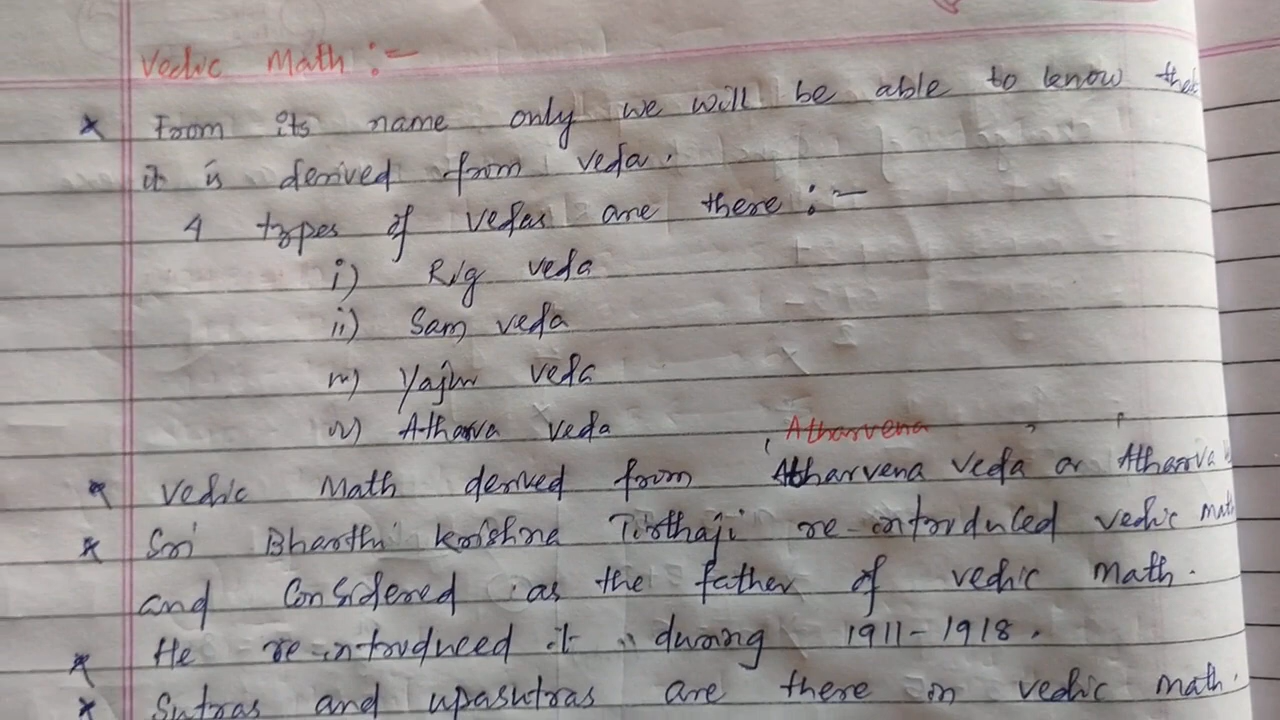 Vedic Math :-
* From its name only we will be able to know that
it is derived from veda.
4 types of vedas are there :-
i) Rig veda
ii) Sam veda
iii) Yajur veda
iv) Atharva veda
Atharvena
* Vedic Math derived from Atharvena Veda or Atharva
* Sri Bharthi Krishna Tirthaji re-introduced vedic mat
and Considered as the father of vedic math.
* He re-introduced it during 1911-1918.
* Sutras and upasutras are there in vedic math.